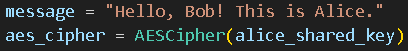 message = "Hello, Bob! This is Alice."
aes_cipher = AESCipher(alice_shared_key)